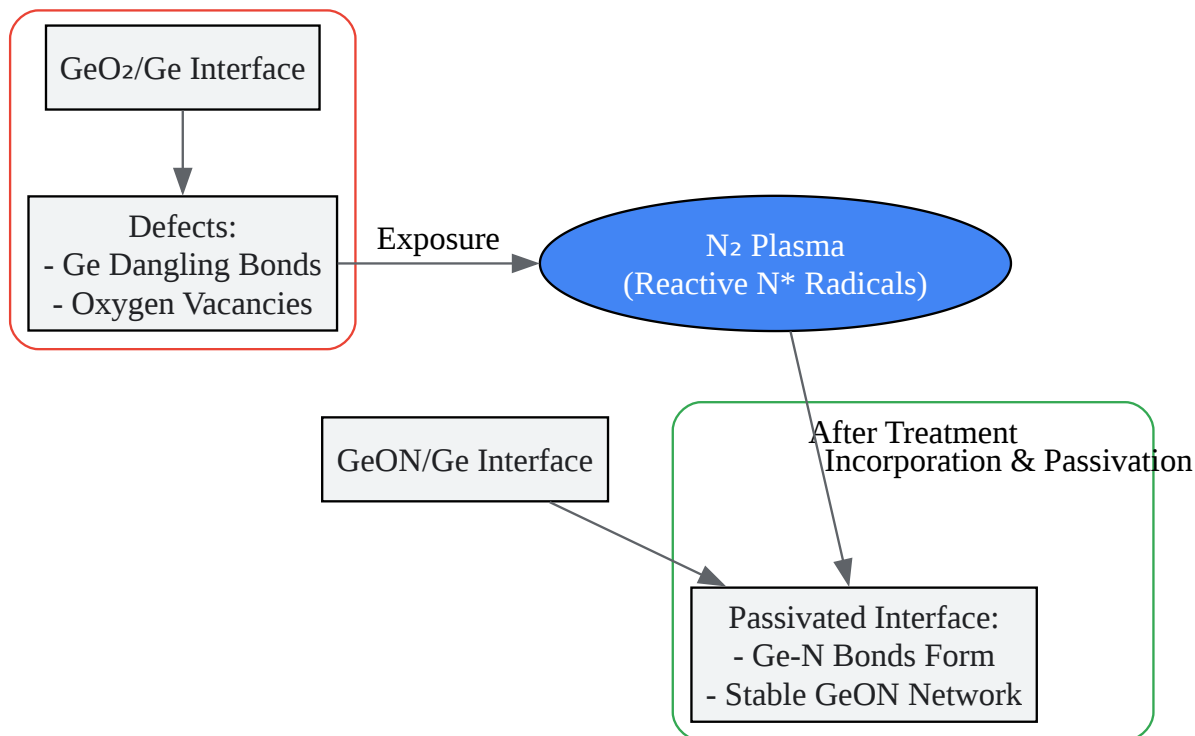 GeO₂/Ge Interface
Defects:
- Ge Dangling Bonds
- Oxygen Vacancies
Exposure
N₂ Plasma
(Reactive N* Radicals)
After Treatment
Incorporation & Passivation
GeON/Ge Interface
Passivated Interface:
- Ge-N Bonds Form
- Stable GeON Network